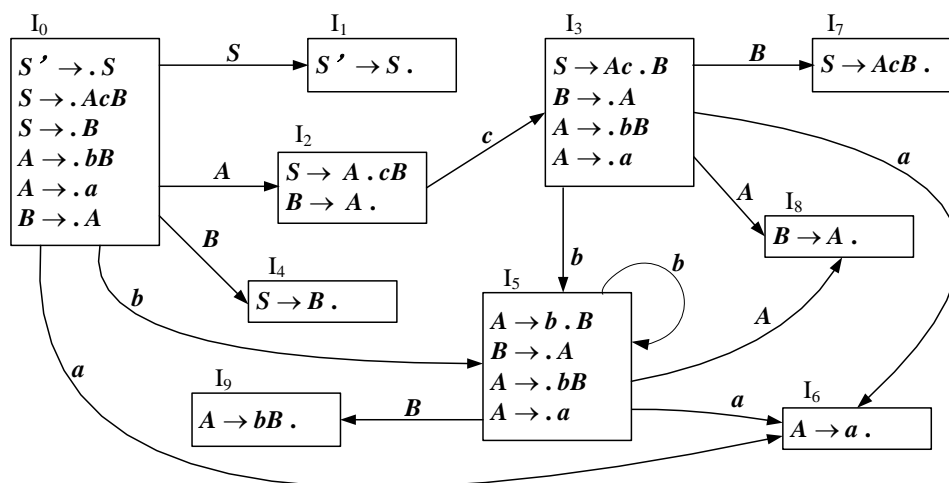 I0
S' → . S
S → . AcB
S → . B
A → . bB
A → . a
B → . A
S
I1
S' → S .
A
I2
S → A . cB
B → A .
c
B
I4
S → B .
b
a
I3
S → Ac . B
B → . A
A → . bB
A → . a
B
I7
S → AcB .
a
A
I8
B → A .
b
I5
A → b . B
B → . A
A → . bB
A → . a
b
A
a
I6
A → a .
B
I9
A → bB .